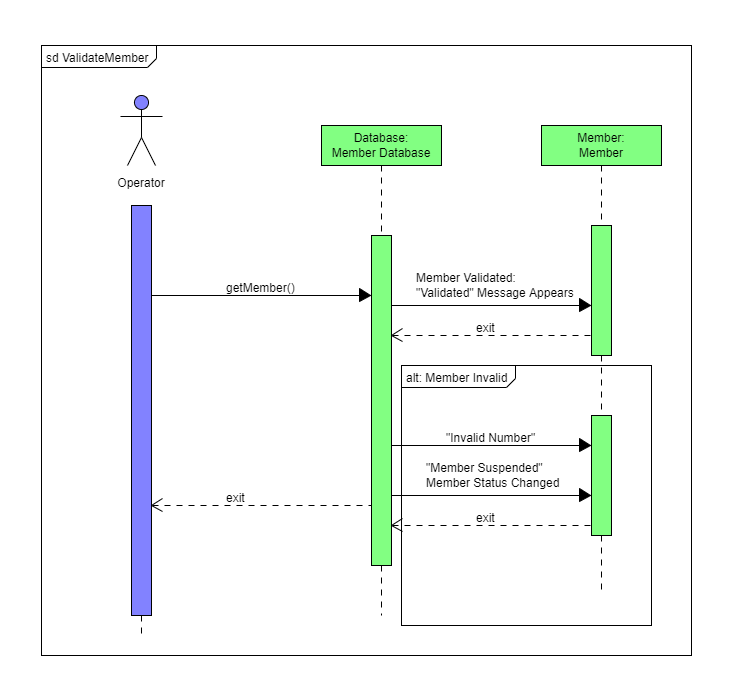 sd ValidateMember
Operator
Database:
Member Database
Member:
Member
getMember()
Member Validated:
"Validated" Message Appears
exit
alt: Member Invalid
"Invalid Number"
"Member Suspended"
Member Status Changed
exit
exit